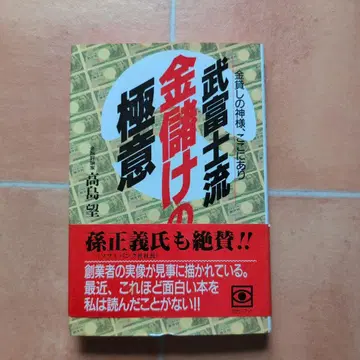 金貸しの神様、ここにあり
武富士流
金儲けの
極意
高島 望
孫正義氏も絶賛!!
創業者の実像が見事に描かれている。
最近、これほど面白い本を
私は読んだことがない!!